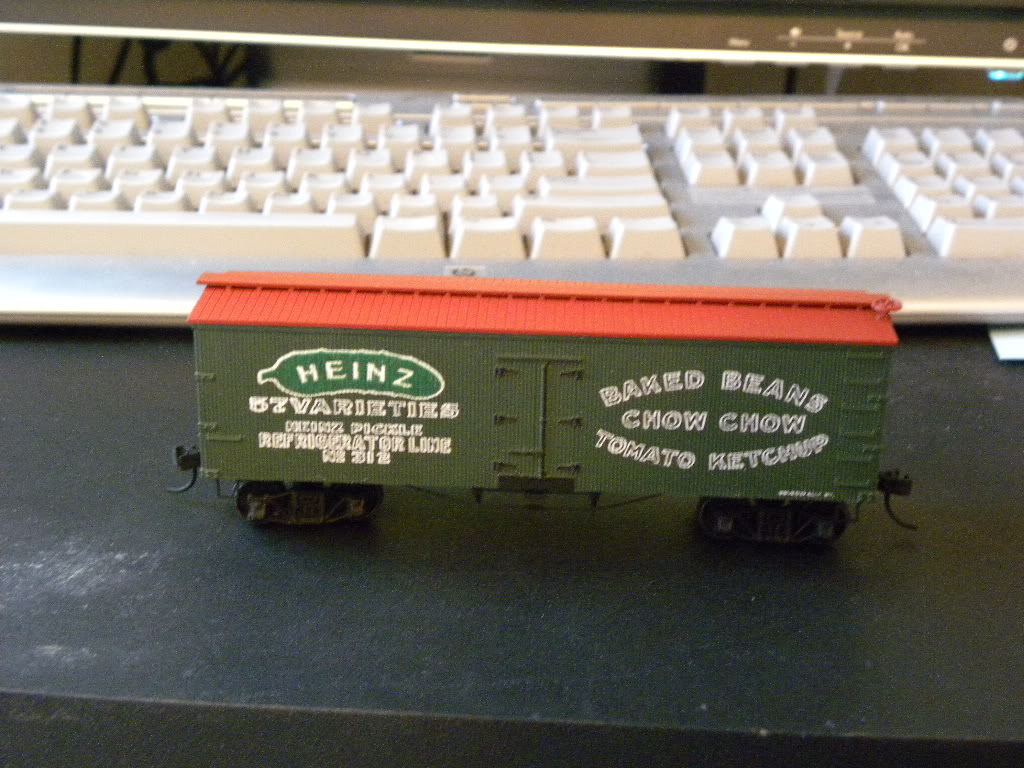 HEINZ
57 VARIETIES
HEINZ PICKLE
REFRIGERATOR LINE
No 312
BAKED BEANS
CHOW CHOW
TOMATO KETCHUP